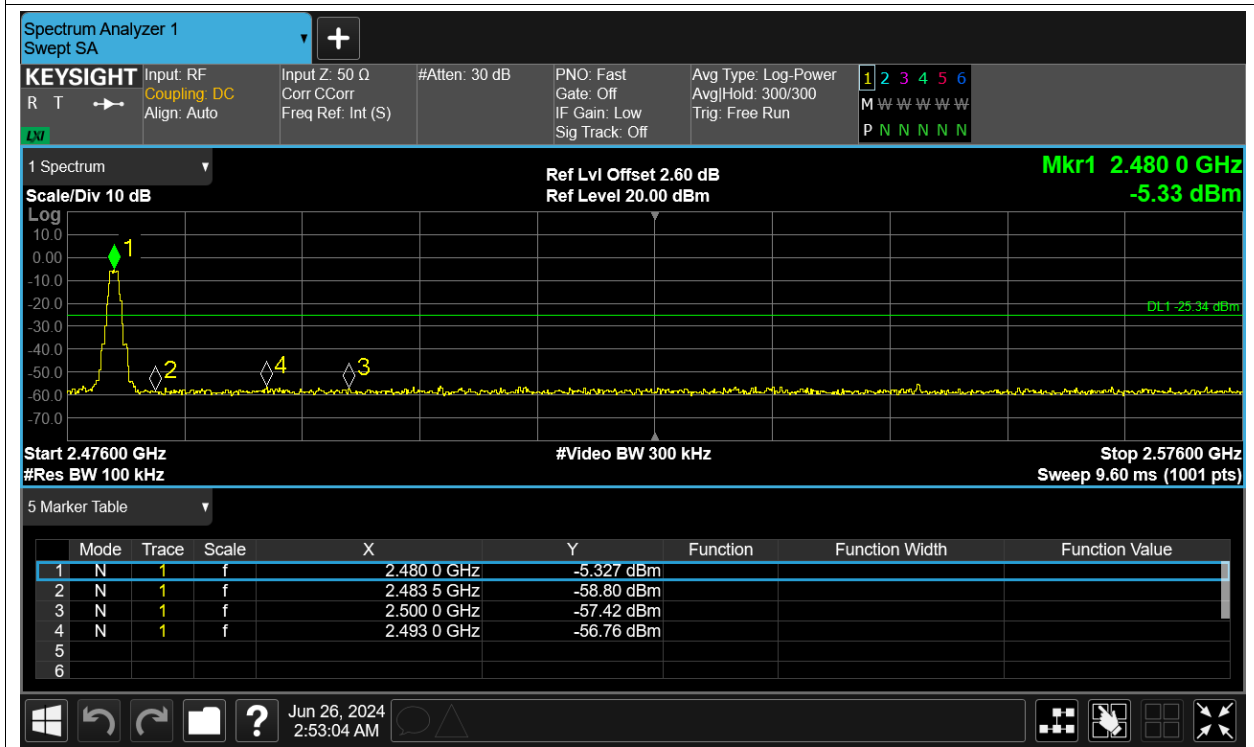 Spectrum Analyzer 1
Swept SA
+
KEYSIGHT Input: RF Input Z: 50 Ω #Atten: 30 dB PNO: Fast Avg Type: Log-Power 1 2 3 4 5 6
R T Coupling: DC Corr CCorr Gate: Off Avg|Hold: 300/300 M W W W W W
Align: Auto Freq Ref: Int (S) IF Gain: Low Trig: Free Run
LXI Sig Track: Off P N N N N N
1 Spectrum Ref Lvl Offset 2.60 dB Mkr1 2.480 0 GHz
Scale/Div 10 dB Ref Level 20.00 dBm -5.33 dBm
Log
10.0
1
0.00
-10.0
-20.0
DL1 -25.34 dBm
-30.0
-40.0
2 4 3
-50.0
-60.0
-70.0
Start 2.47600 GHz #Video BW 300 kHz Stop 2.57600 GHz
#Res BW 100 kHz Sweep 9.60 ms (1001 pts)
5 Marker Table
Mode Trace Scale X Y Function Function Width Function Value
1 N 1 f 2.480 0 GHz -5.327 dBm
2 N 1 f 2.483 5 GHz -58.80 dBm
3 N 1 f 2.500 0 GHz -57.42 dBm
4 N 1 f 2.493 0 GHz -56.76 dBm
5
6
? Jun 26, 2024
2:53:04 AM